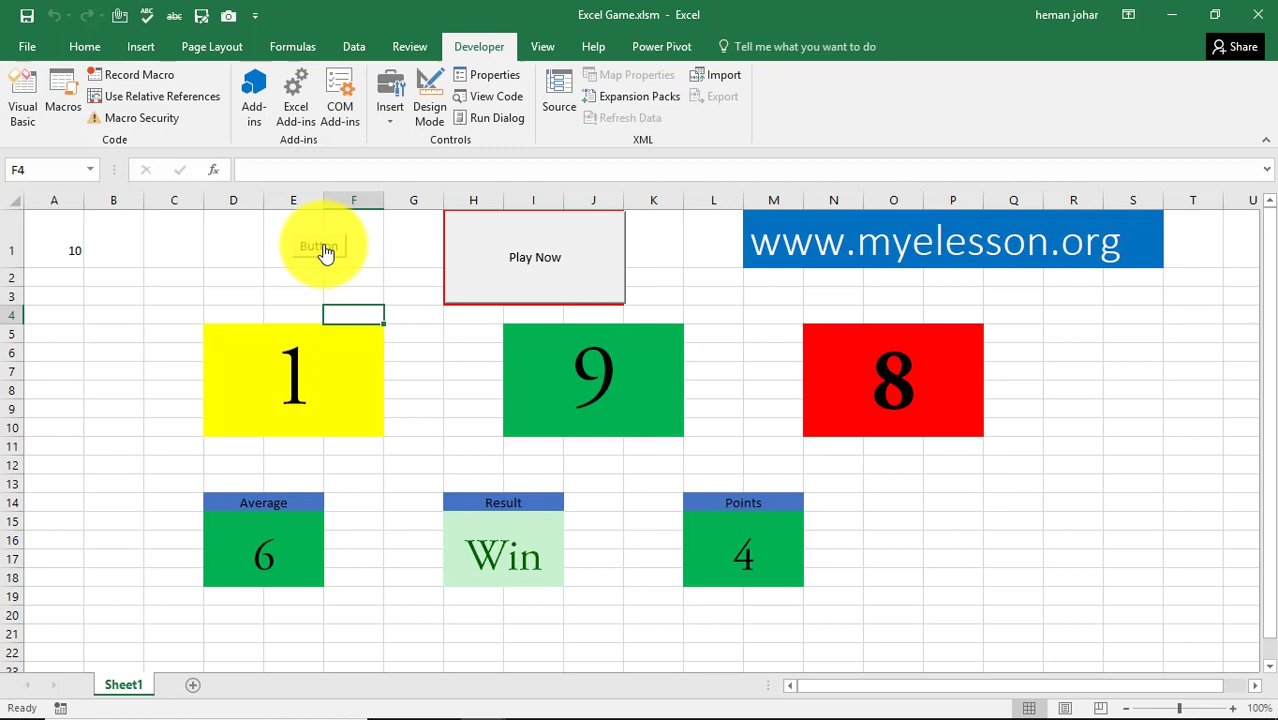 Excel Game.xlsm - Excel
heman johar
File Home Insert Page Layout Formulas Data Review Developer View Help Power Pivot Tell me what you want to do Share
Visual Basic
Macros
Record Macro
Use Relative References
Macro Security
Code
Add-ins
Excel Add-ins
COM Add-ins
Add-ins
Insert
Design Mode
Properties
View Code
Run Dialog
Controls
Source
Map Properties
Expansion Packs
Refresh Data
Import
Export
XML
F4
fx
A B C D E F G H I J K L M N O P Q R S T U
1
10
Button
Play Now
www.myelesson.org
2
3
4
5
6
7
8
9
10
1 9 8
11
12
13
14
Average Result Points
15
16
17
18
6 Win 4
19
20
21
22
23
Sheet1
Ready
100%